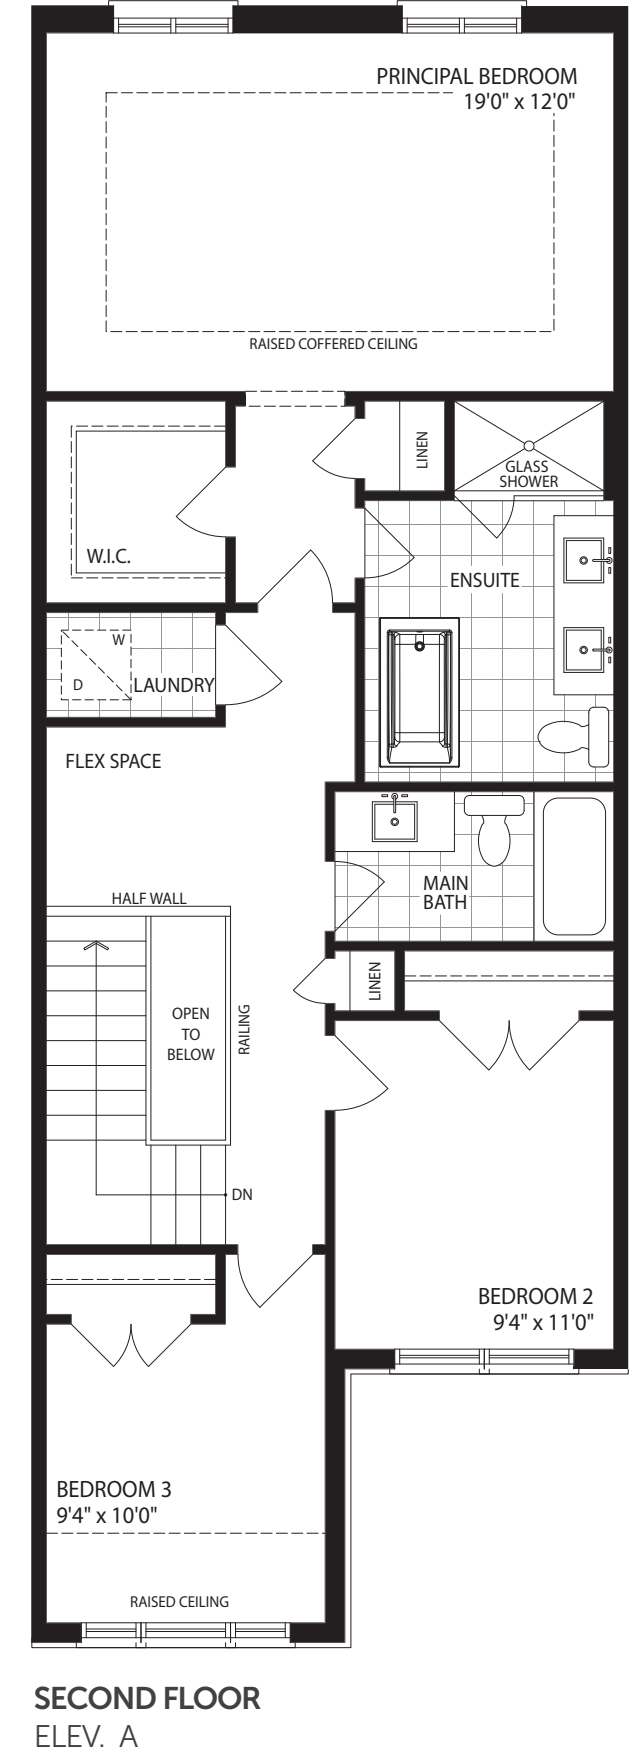 PRINCIPAL BEDROOM
19'0" x 12'0"
RAISED COFFERED CEILING
LINEN
GLASS
SHOWER
W.I.C.
ENSUITE
W
D
LAUNDRY
FLEX SPACE
MAIN
BATH
HALF WALL
LINEN
OPEN
TO
BELOW
RAILING
DN
BEDROOM 2
9'4" x 11'0"
BEDROOM 3
9'4" x 10'0"
RAISED CEILING
SECOND FLOOR
ELEV. A